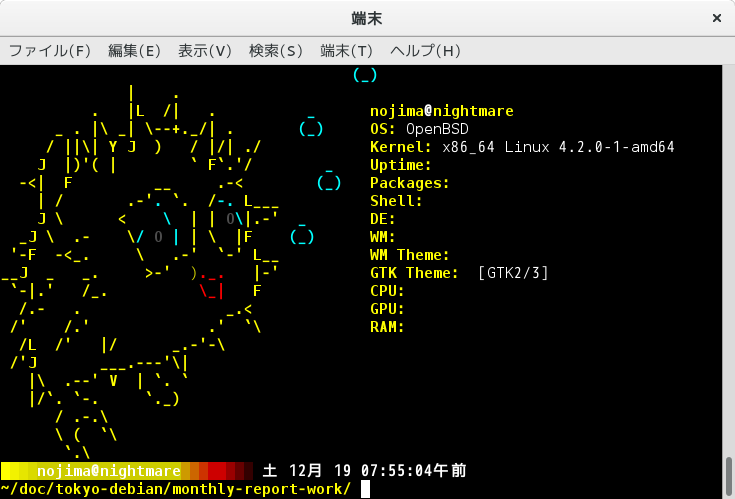 端末
ファイル(F) 編集(E) 表示(V) 検索(S) 端末(T) ヘルプ(H)
nojima@nightmare
OS: OpenBSD
Kernel: x86_64 Linux 4.2.0-1-amd64
Uptime:
Packages:
Shell:
DE:
WM:
WM Theme:
GTK Theme:  [GTK2/3]
CPU:
GPU:
RAM:
nojima@nightmare 土 12月 19 07:55:04午前
~/doc/tokyo-debian/monthly-report-work/